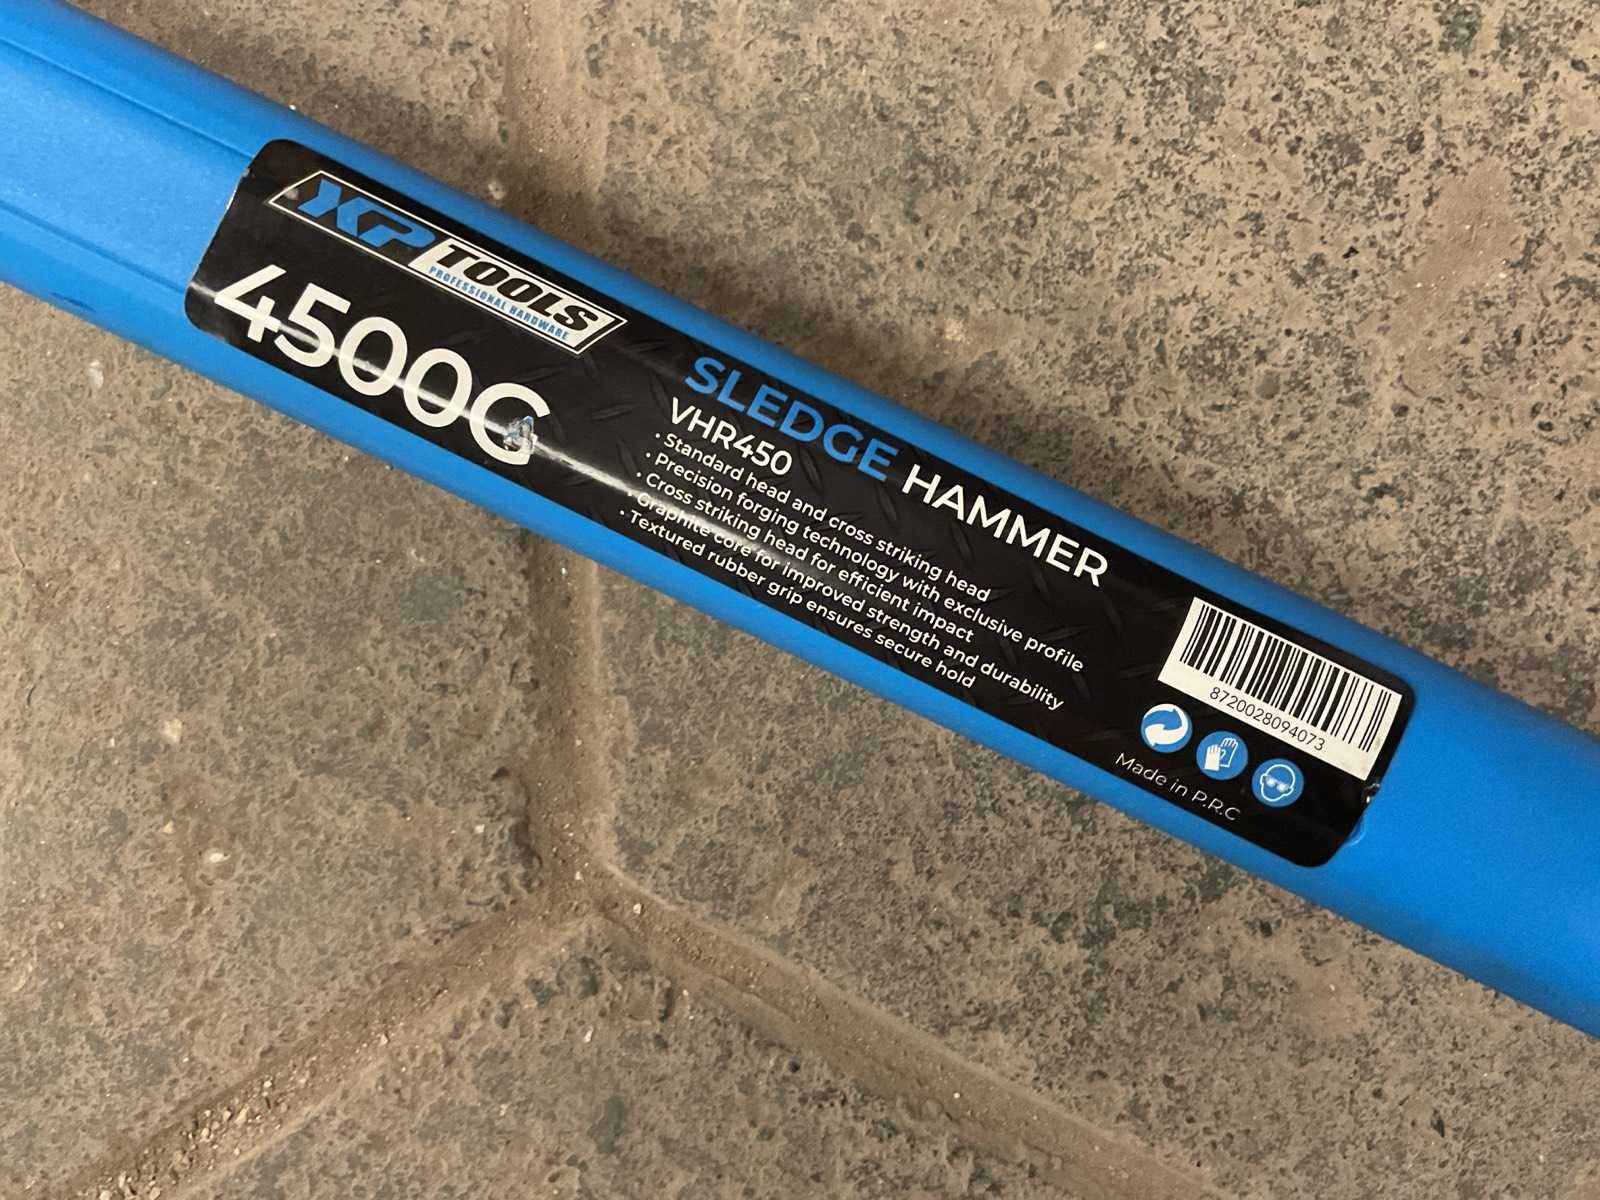 XP TOOLS
PROFESSIONAL HARDWARE
4500G
SLEDGE HAMMER
VHR450
• Standard head and cross striking head
• Precision forging technology with exclusive profile
• Cross striking head for efficient impact
• Graphite core for improved strength and durability
• Textured rubber grip ensures secure hold
8720028094073
Made in P.R.C